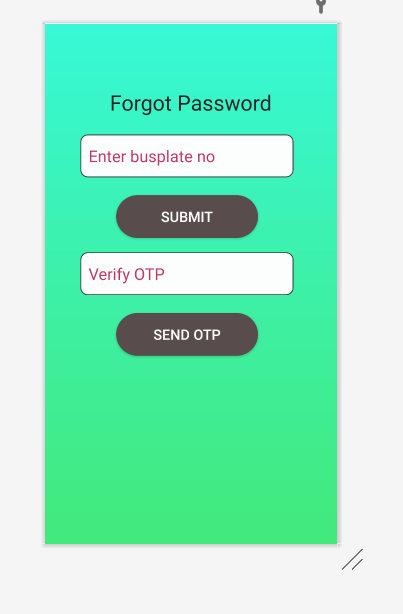 Forgot Password
Enter busplate no
SUBMIT
Verify OTP
SEND OTP